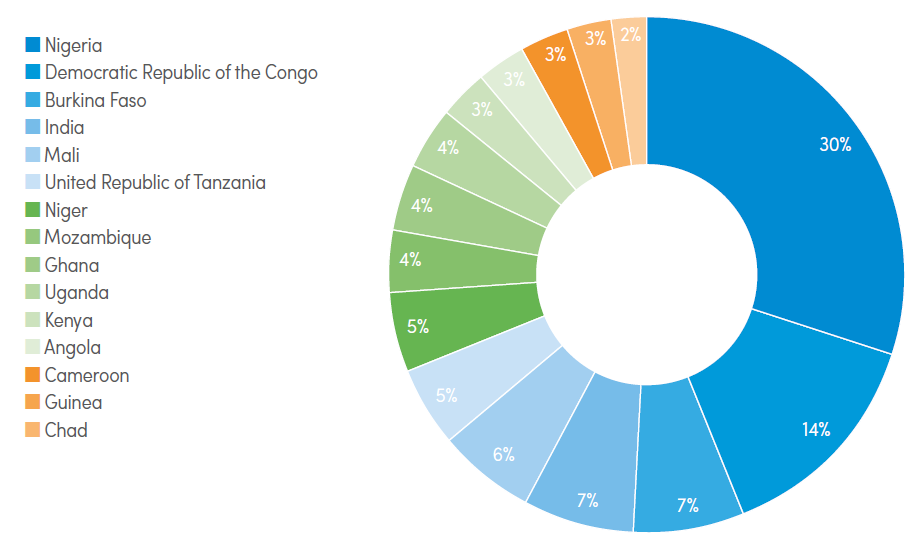 Nigeria
Democratic Republic of the Congo
Burkina Faso
India
Mali
United Republic of Tanzania
Niger
Mozambique
Ghana
Uganda
Kenya
Angola
Cameroon
Guinea
Chad
30%
14%
7%
7%
6%
5%
5%
4%
4%
4%
3%
3%
3%
3%
2%